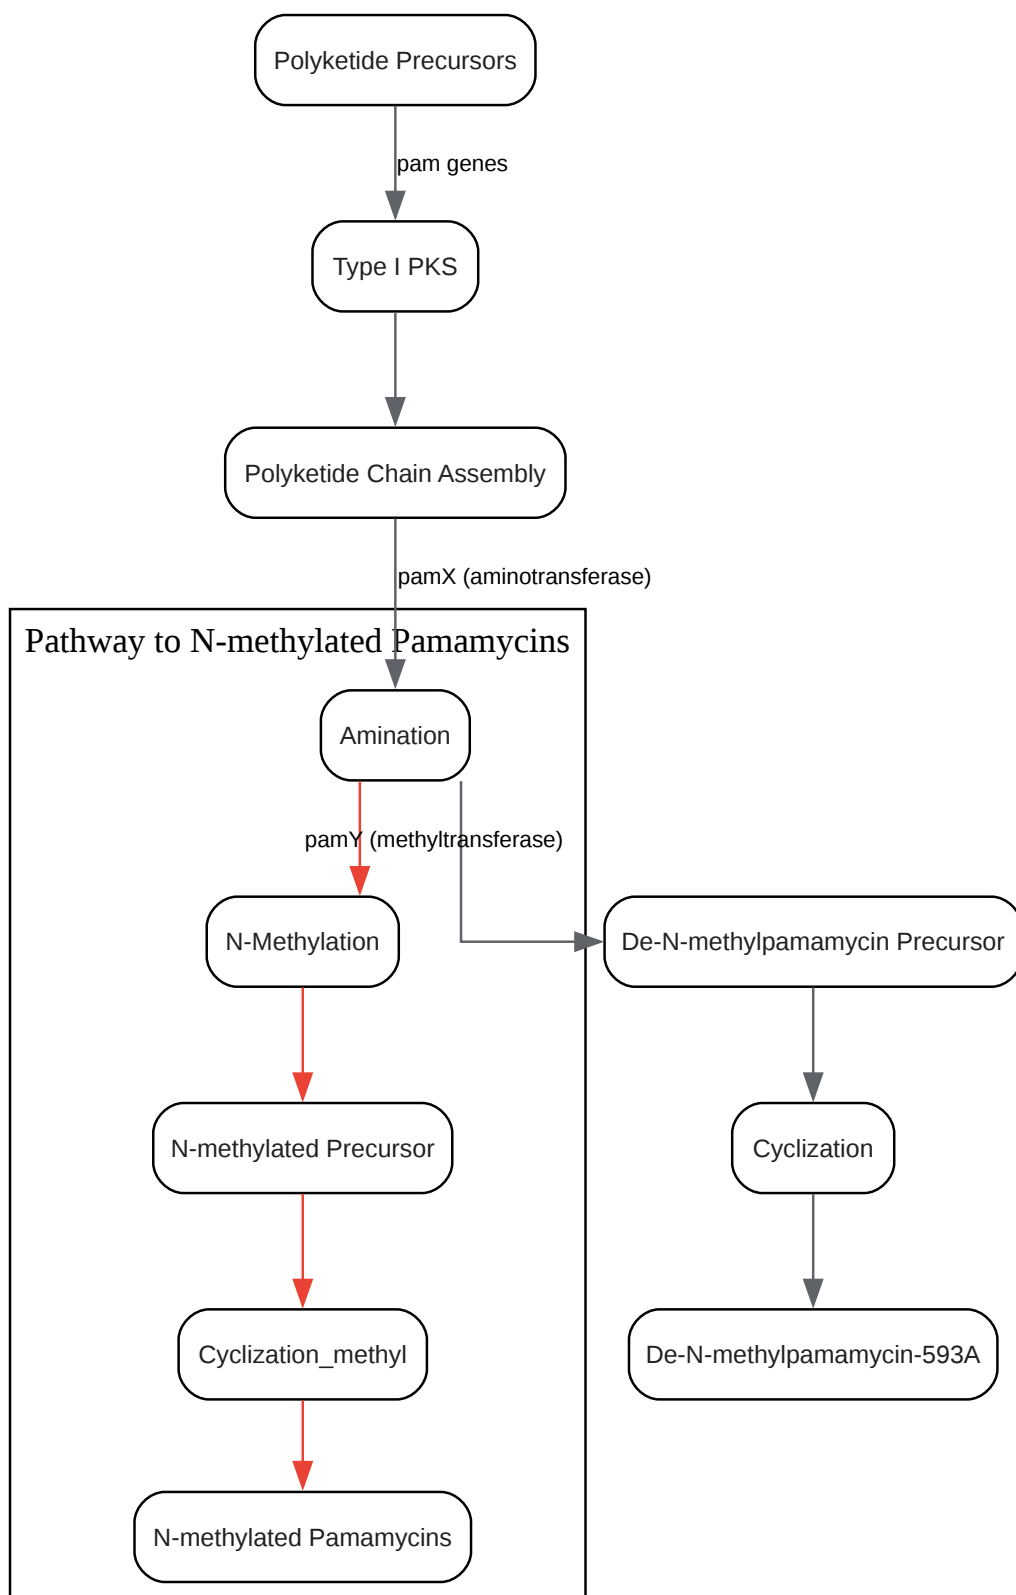 Polyketide Precursors
pam genes
Type I PKS
Polyketide Chain Assembly
pamX (aminotransferase)
Pathway to N-methylated Pamamycins
Amination
pamY (methyltransferase)
N-Methylation
De-N-methylpamamycin Precursor
N-methylated Precursor
Cyclization
Cyclization_methyl
De-N-methylpamamycin-593A
N-methylated Pamamycins